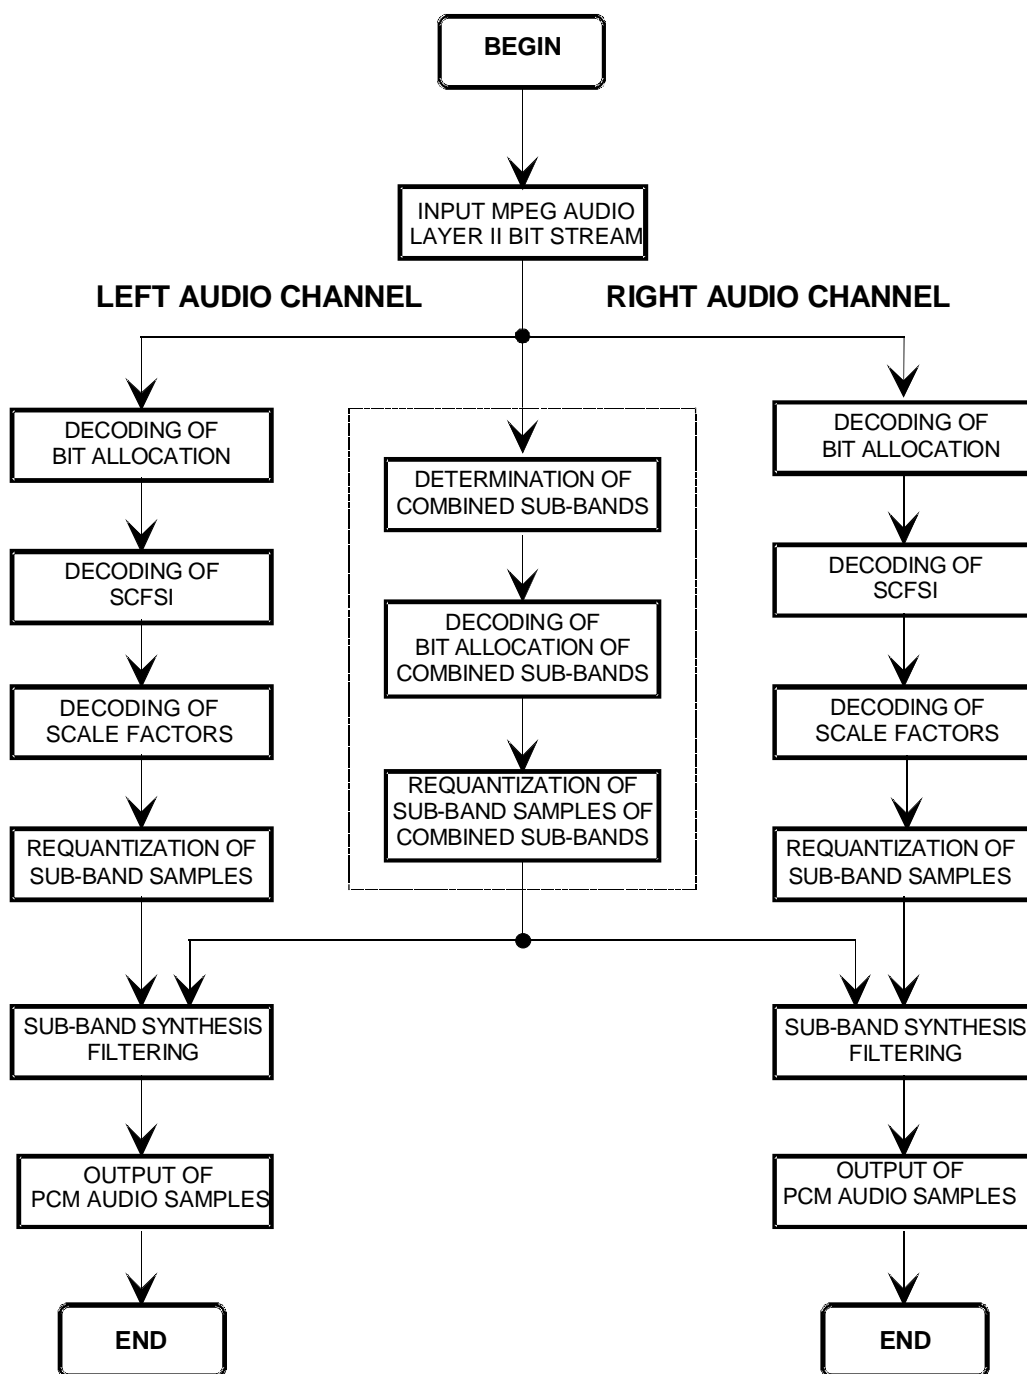 BEGIN
INPUT MPEG AUDIO
LAYER II BIT STREAM
LEFT AUDIO CHANNEL
RIGHT AUDIO CHANNEL
DECODING OF
BIT ALLOCATION
DECODING OF
SCFSI
DECODING OF
SCALE FACTORS
REQUANTIZATION OF
SUB-BAND SAMPLES
SUB-BAND SYNTHESIS
FILTERING
OUTPUT OF
PCM AUDIO SAMPLES
END
DETERMINATION OF
COMBINED SUB-BANDS
DECODING OF
BIT ALLOCATION OF
COMBINED SUB-BANDS
REQUANTIZATION OF
SUB-BAND SAMPLES OF
COMBINED SUB-BANDS
DECODING OF
BIT ALLOCATION
DECODING OF
SCFSI
DECODING OF
SCALE FACTORS
REQUANTIZATION OF
SUB-BAND SAMPLES
SUB-BAND SYNTHESIS
FILTERING
OUTPUT OF
PCM AUDIO SAMPLES
END